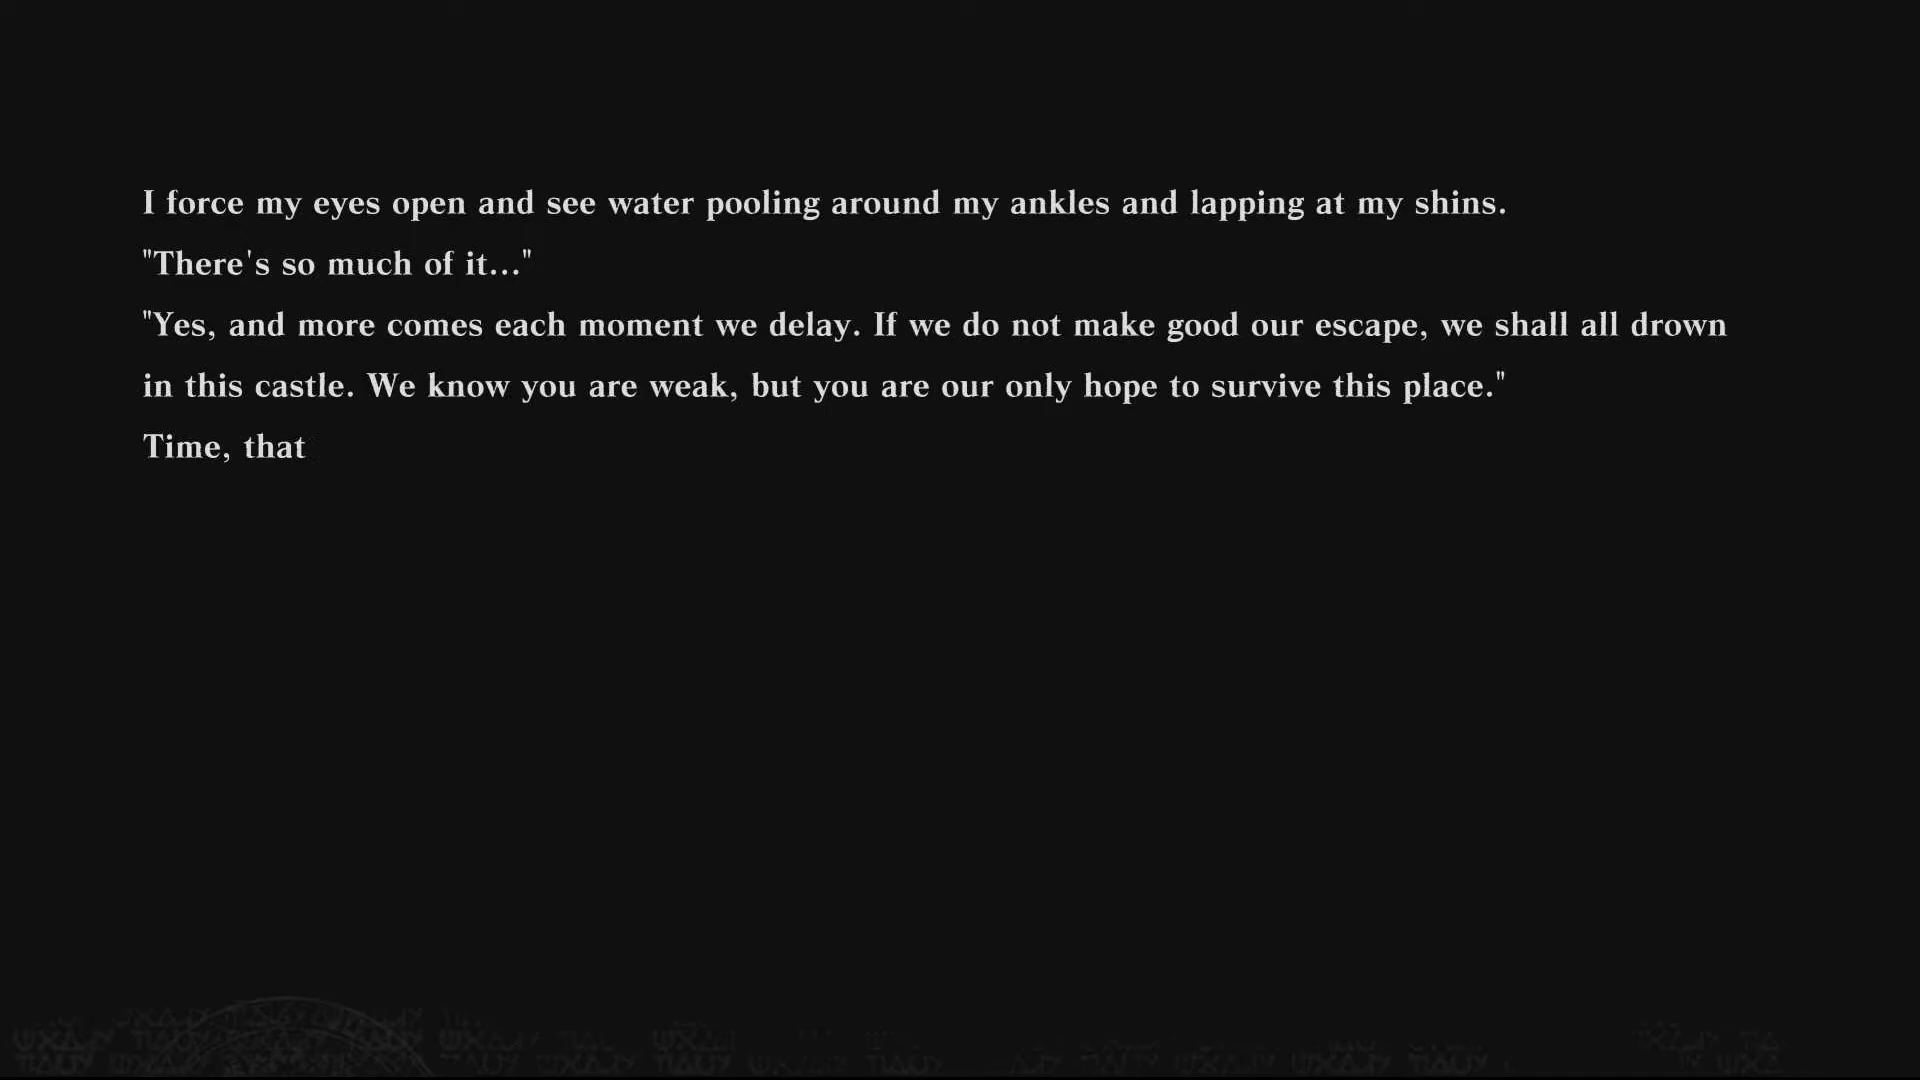 I force my eyes open and see water pooling around my ankles and lapping at my shins.
"There's so much of it..."
"Yes, and more comes each moment we delay. If we do not make good our escape, we shall all drown
in this castle. We know you are weak, but you are our only hope to survive this place."
Time, that